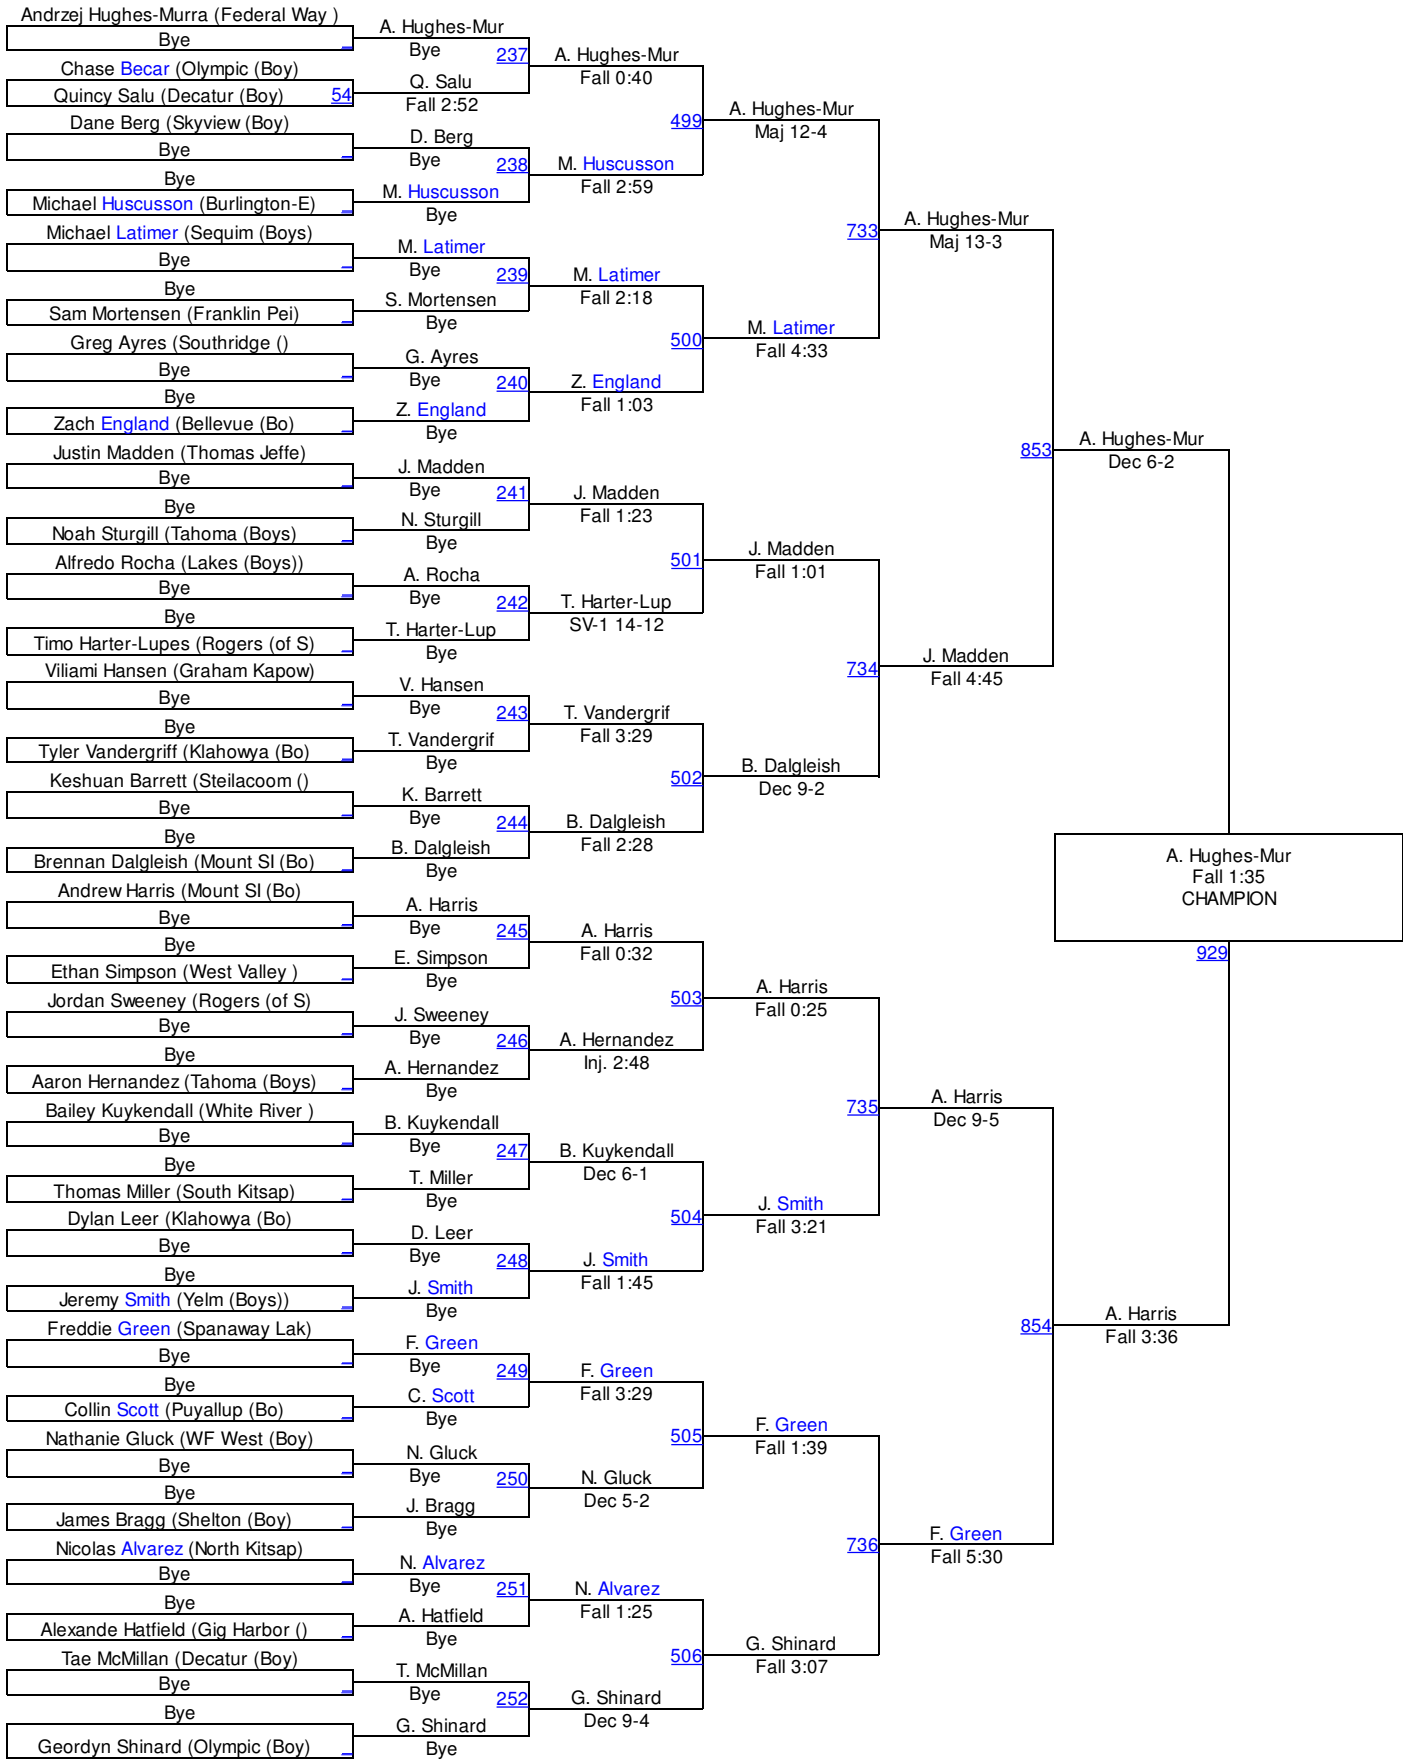 Andrzej Hughes-Murra (Federal Way )
Bye
Chase Becar (Olympic (Boy)
Quincy Salu (Decatur (Boy) 54
Dane Berg (Skyview (Boy)
Bye
Bye
Michael Huscusson (Burlington-E)
Michael Latimer (Sequim (Boys)
Bye
Bye
Sam Mortensen (Franklin Pei)
Greg Ayres (Southridge ()
Bye
Bye
Zach England (Bellevue (Bo)
Justin Madden (Thomas Jeffe)
Bye
Bye
Noah Sturgill (Tahoma (Boys)
Alfredo Rocha (Lakes (Boys))
Bye
Bye
Timo Harter-Lupes (Rogers (of S)
Viliami Hansen (Graham Kapow)
Bye
Bye
Tyler Vandergriff (Klahowya (Bo)
Keshuan Barrett (Steilacoom ()
Bye
Bye
Brennan Dalgleish (Mount SI (Bo)
Andrew Harris (Mount SI (Bo)
Bye
Bye
Ethan Simpson (West Valley )
Jordan Sweeney (Rogers (of S)
Bye
Bye
Aaron Hernandez (Tahoma (Boys)
Bailey Kuykendall (White River )
Bye
Bye
Thomas Miller (South Kitsap)
Dylan Leer (Klahowya (Bo)
Bye
Bye
Jeremy Smith (Yelm (Boys))
Freddie Green (Spanaway Lak)
Bye
Bye
Collin Scott (Puyallup (Bo)
Nathanie Gluck (WF West (Boy)
Bye
Bye
James Bragg (Shelton (Boy)
Nicolas Alvarez (North Kitsap)
Bye
Bye
Alexande Hatfield (Gig Harbor ()
Tae McMillan (Decatur (Boy)
Bye
Bye
Geordyn Shinard (Olympic (Boy)
A. Hughes-Mur
Bye
237
Q. Salu
Fall 2:52
D. Berg
Bye
238
M. Huscusson
Bye
M. Latimer
Bye
239
S. Mortensen
Bye
G. Ayres
Bye
240
Z. England
Bye
J. Madden
Bye
241
N. Sturgill
Bye
A. Rocha
Bye
242
T. Harter-Lup
Bye
V. Hansen
Bye
243
T. Vandergrif
Bye
K. Barrett
Bye
244
B. Dalgleish
Bye
A. Harris
Bye
245
E. Simpson
Bye
J. Sweeney
Bye
246
A. Hernandez
Bye
B. Kuykendall
Bye
247
T. Miller
Bye
D. Leer
Bye
248
J. Smith
Bye
F. Green
Bye
249
C. Scott
Bye
N. Gluck
Bye
250
J. Bragg
Bye
N. Alvarez
Bye
251
A. Hatfield
Bye
T. McMillan
Bye
252
G. Shinard
Bye
A. Hughes-Mur
Fall 0:40
499
M. Huscusson
Fall 2:59
M. Latimer
Fall 2:18
500
Z. England
Fall 1:03
J. Madden
Fall 1:23
501
T. Harter-Lup
SV-1 14-12
T. Vandergrif
Fall 3:29
502
B. Dalgleish
Fall 2:28
A. Harris
Fall 0:32
503
A. Hernandez
Inj. 2:48
B. Kuykendall
Dec 6-1
504
J. Smith
Fall 1:45
F. Green
Fall 3:29
505
N. Gluck
Dec 5-2
N. Alvarez
Fall 1:25
506
G. Shinard
Dec 9-4
A. Hughes-Mur
Maj 12-4
733
M. Latimer
Fall 4:33
J. Madden
Fall 1:01
734
B. Dalgleish
Dec 9-2
A. Harris
Fall 0:25
735
J. Smith
Fall 3:21
F. Green
Fall 1:39
736
G. Shinard
Fall 3:07
A. Hughes-Mur
Maj 13-3
853
J. Madden
Fall 4:45
A. Harris
Dec 9-5
854
F. Green
Fall 5:30
A. Hughes-Mur
Dec 6-2
A. Hughes-Mur
Fall 1:35
CHAMPION
929
A. Harris
Fall 3:36